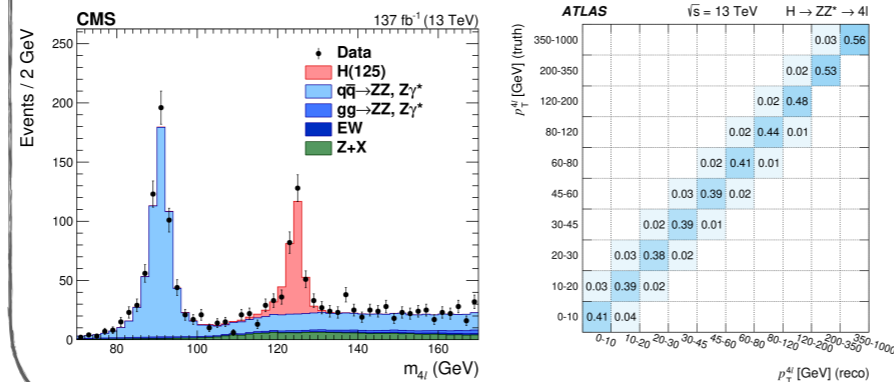 CMS 137 fb⁻¹ (13 TeV)
Events / 2 GeV
250
200
150
100
50
0
Data
H(125)
qq̄→ZZ, Zγ*
gg→ZZ, Zγ*
EW
Z+X
80 100 120 140 160
m4l (GeV)
ATLAS √s = 13 TeV H → ZZ* → 4l
p_T^4l [GeV] (truth)
350-1000 0.03 0.56
200-350 0.02 0.53
120-200 0.02 0.48
80-120 0.02 0.44 0.01
60-80 0.02 0.41 0.01
45-60 0.03 0.39 0.02
30-45 0.02 0.39 0.01
20-30 0.03 0.38 0.02
10-20 0.03 0.39 0.02
0-10 0.41 0.04
0-10 10-20 20-30 30-45 45-60 60-80 80-120 120-200 200-350 350-1000
p_T^4l [GeV] (reco)